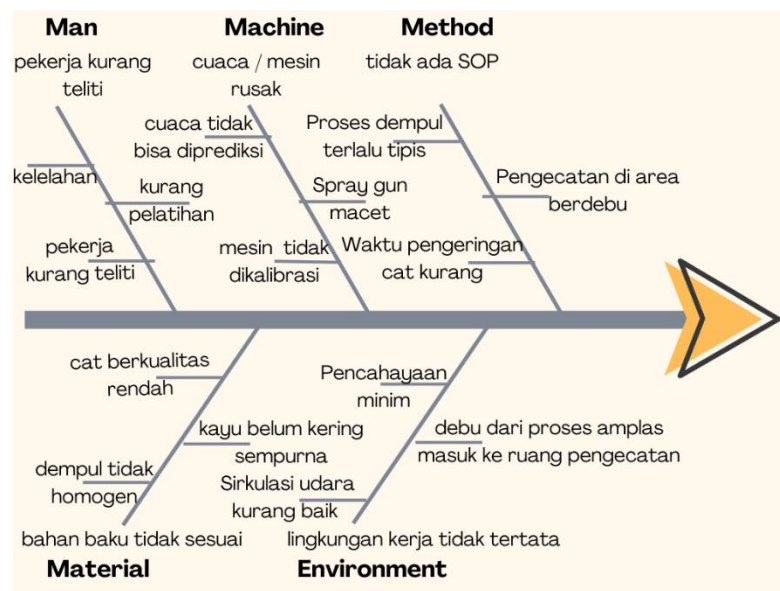 Man
pekerja kurang
teliti
kelelahan
kurang
pelatihan
pekerja
kurang teliti
Machine
cuaca / mesin
rusak
cuaca tidak
bisa diprediksi
Spray gun
macet
mesin tidak
dikalibrasi
Method
tidak ada SOP
Proses dempul
terlalu tipis
Pengecatan di area
berdebu
Waktu pengeringan
cat kurang
cat berkualitas
rendah
kayu belum kering
sempurna
dempul tidak
homogen
bahan baku tidak sesuai
Material
Pencahayaan
minim
debu dari proses amplas
masuk ke ruang pengecatan
Sirkulasi udara
kurang baik
lingkungan kerja tidak tertata
Environment